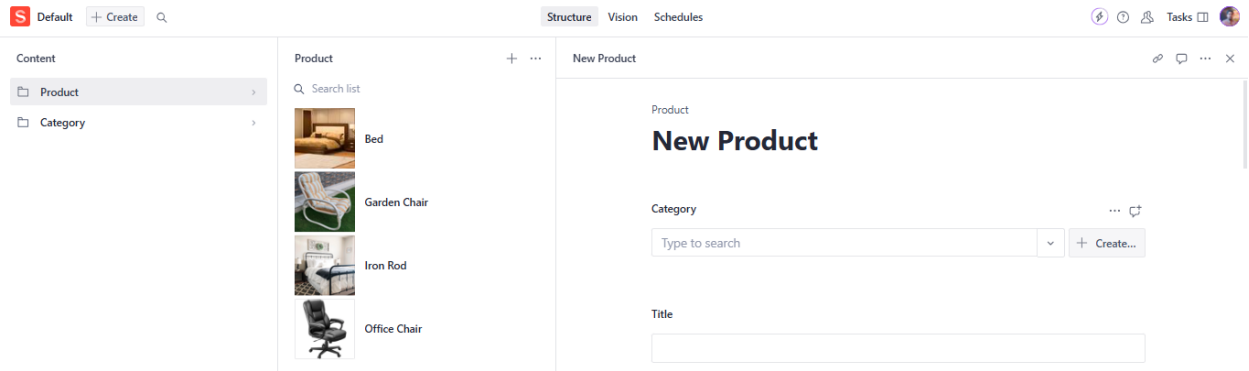 S Default + Create Structure Vision Schedules Tasks
Content
Product
Category
Product
Search list
Bed
Garden Chair
Iron Rod
Office Chair
New Product
Product
New Product
Category
Type to search
+ Create...
Title